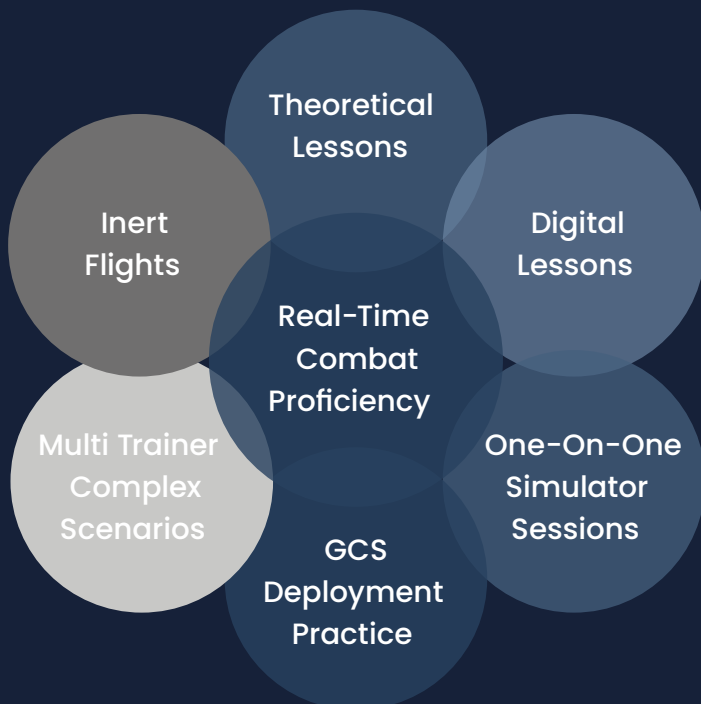 Theoretical
Lessons
Inert
Flights
Digital
Lessons
Real-Time
Combat
Proficiency
Multi Trainer
Complex
Scenarios
One-On-One
Simulator
Sessions
GCS
Deployment
Practice